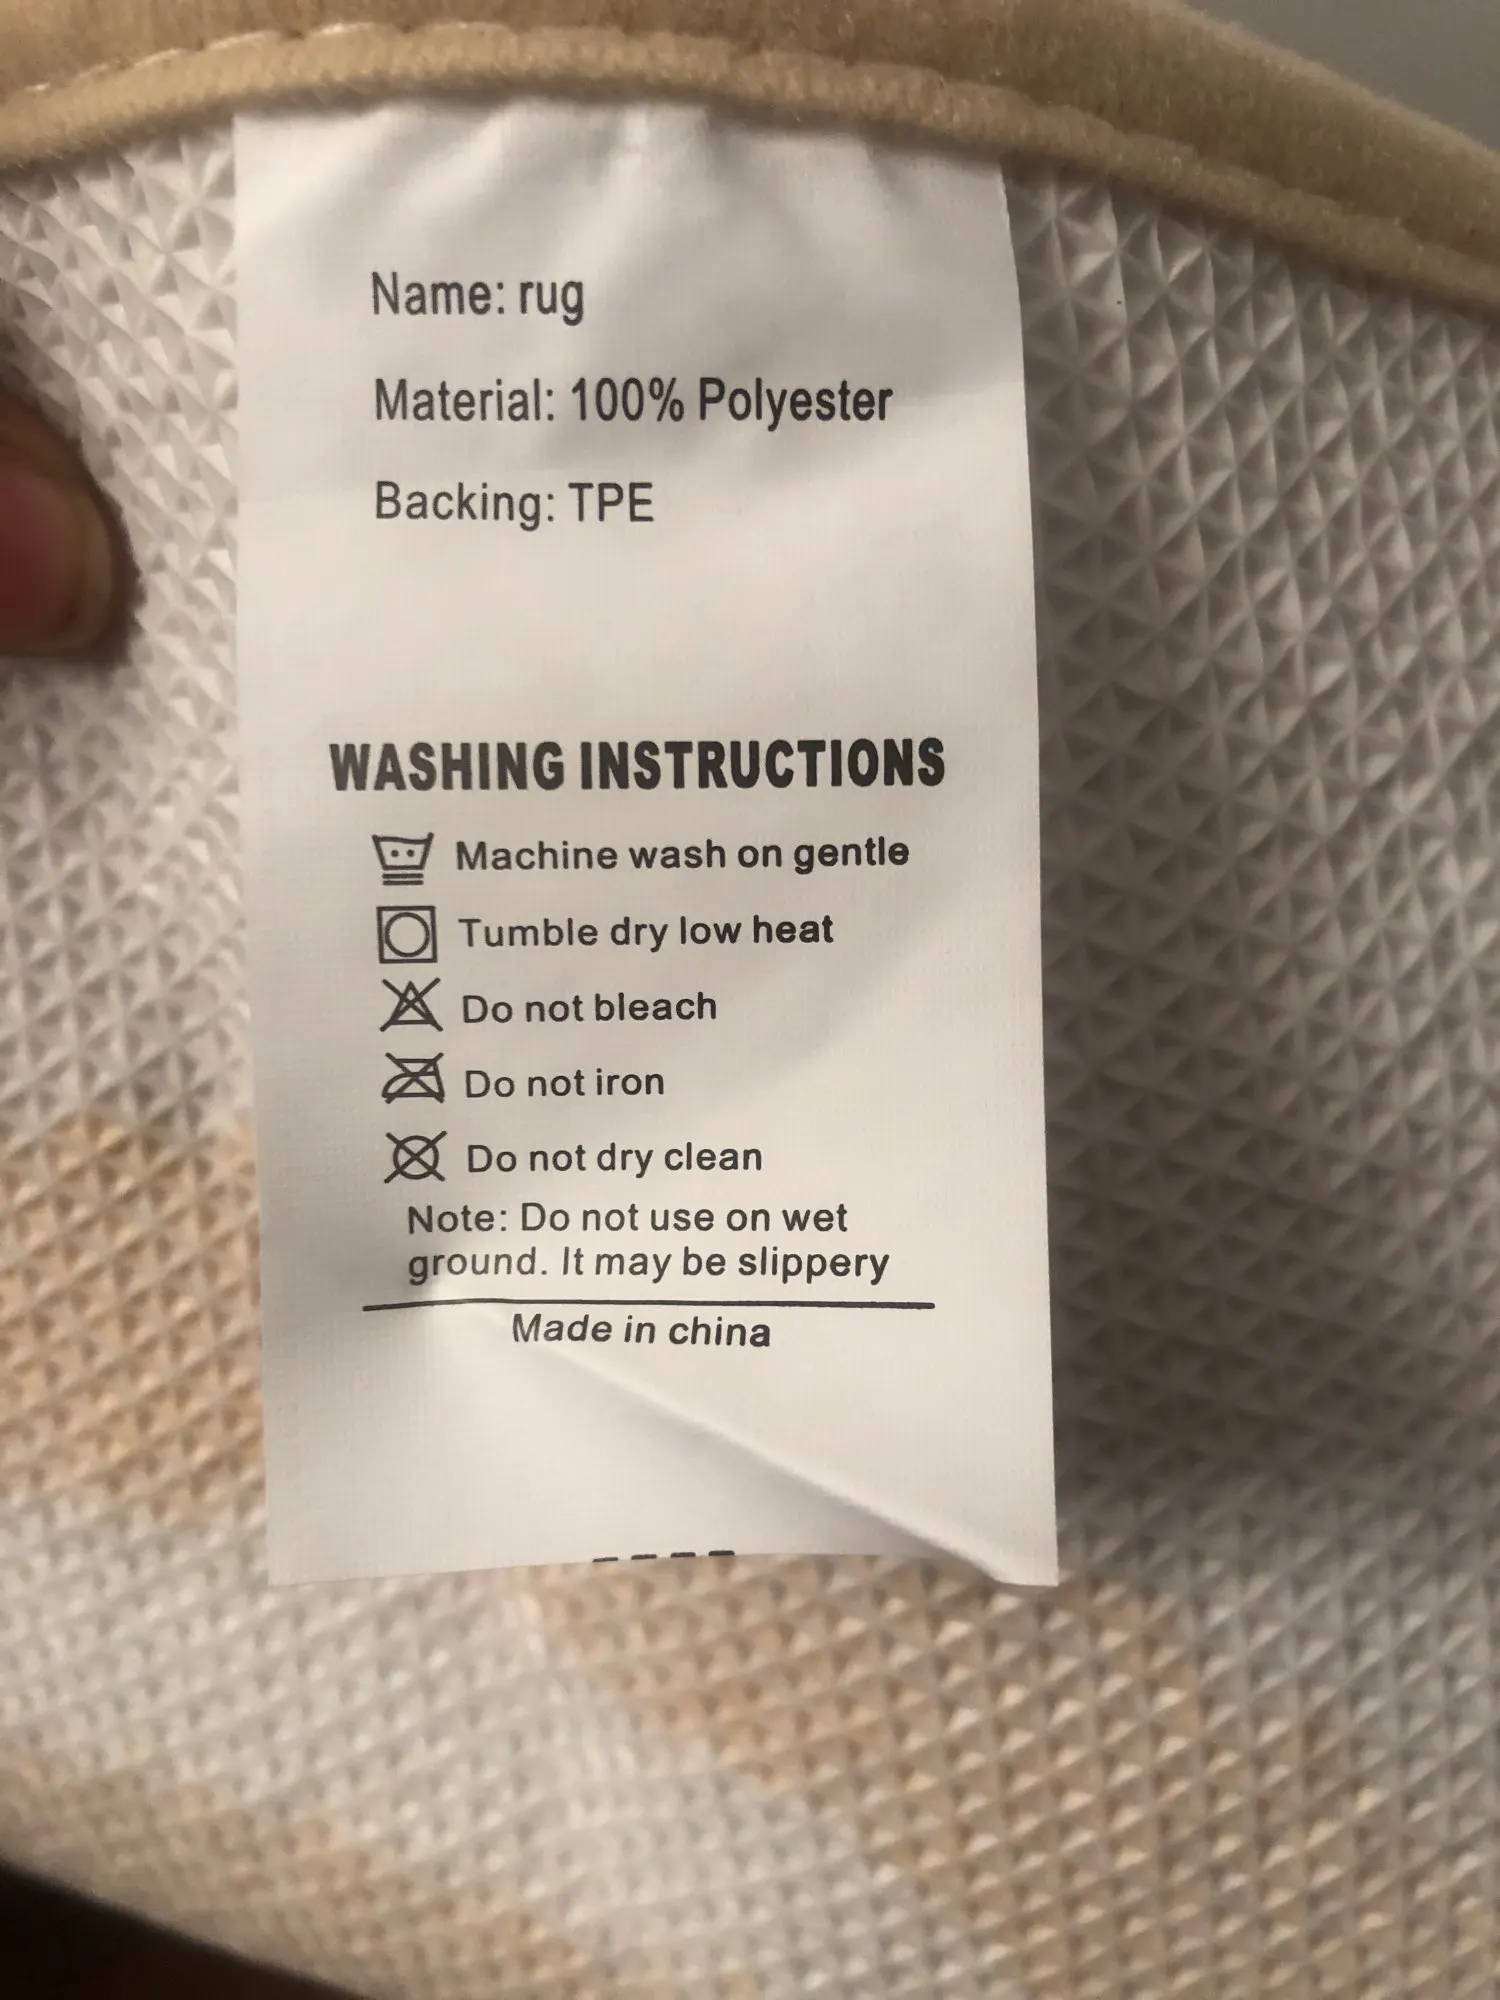 Name: rug
Material: 100% Polyester
Backing: TPE
WASHING INSTRUCTIONS
Machine wash on gentle
Tumble dry low heat
Do not bleach
Do not iron
Do not dry clean
Note: Do not use on wet
ground. It may be slippery
Made in china